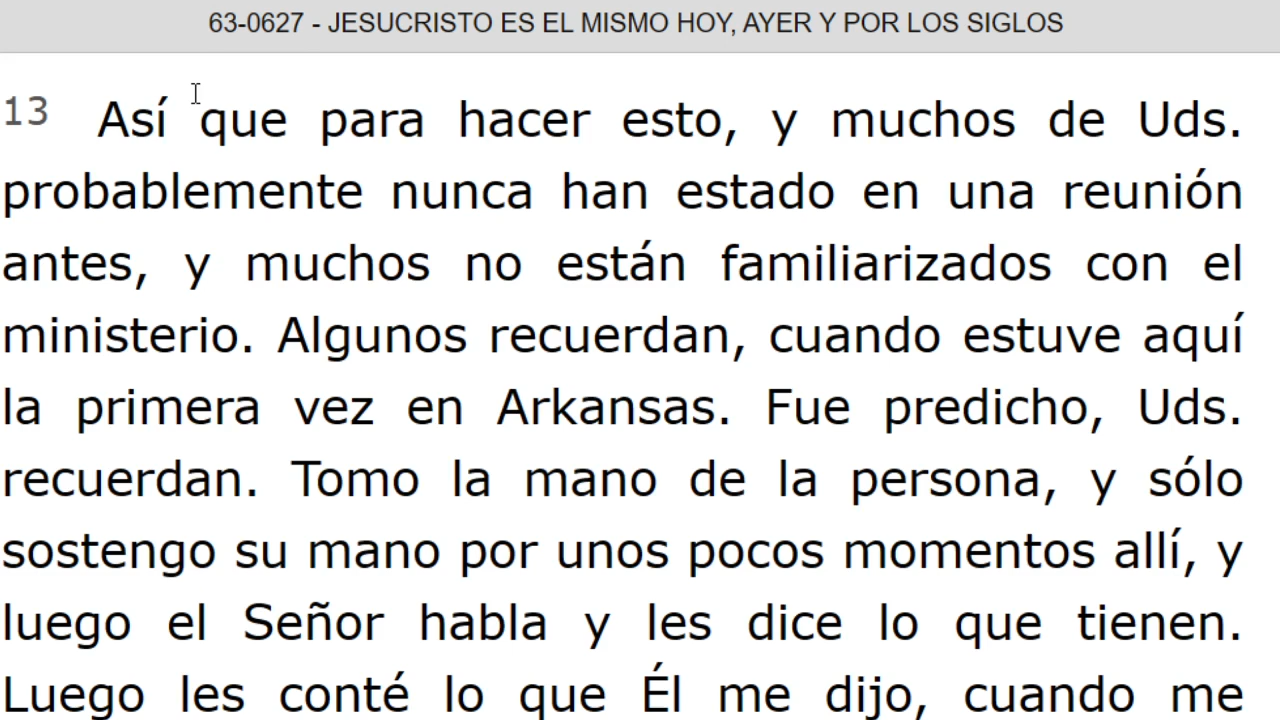 63-0627 - JESUCRISTO ES EL MISMO HOY, AYER Y POR LOS SIGLOS
13 Así que para hacer esto, y muchos de Uds.
probablemente nunca han estado en una reunión
antes, y muchos no están familiarizados con el
ministerio. Algunos recuerdan, cuando estuve aquí
la primera vez en Arkansas. Fue predicho, Uds.
recuerdan. Tomo la mano de la persona, y sólo
sostengo su mano por unos pocos momentos allí, y
luego el Señor habla y les dice lo que tienen.
Luego les conté lo que Él me dijo, cuando me